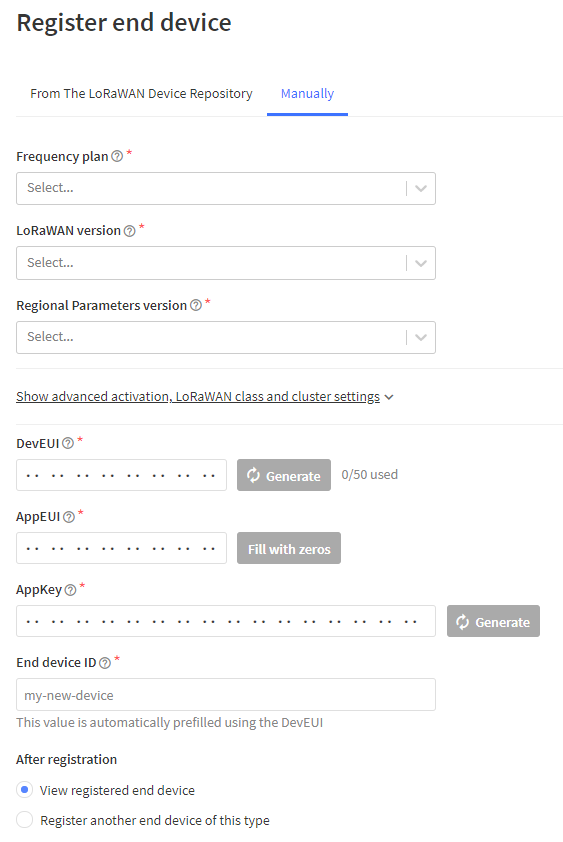 Register end device
From The LoRaWAN Device Repository Manually
Frequency plan *
Select...
LoRaWAN version *
Select...
Regional Parameters version *
Select...
Show advanced activation, LoRaWAN class and cluster settings
DevEUI *
·· ·· ·· ·· ·· ·· ·· ·· Generate 0/50 used
AppEUI *
·· ·· ·· ·· ·· ·· ·· ·· Fill with zeros
AppKey *
·· ·· ·· ·· ·· ·· ·· ·· ·· ·· ·· ·· ·· ·· ·· ·· Generate
End device ID *
my-new-device
This value is automatically prefilled using the DevEUI
After registration
View registered end device
Register another end device of this type